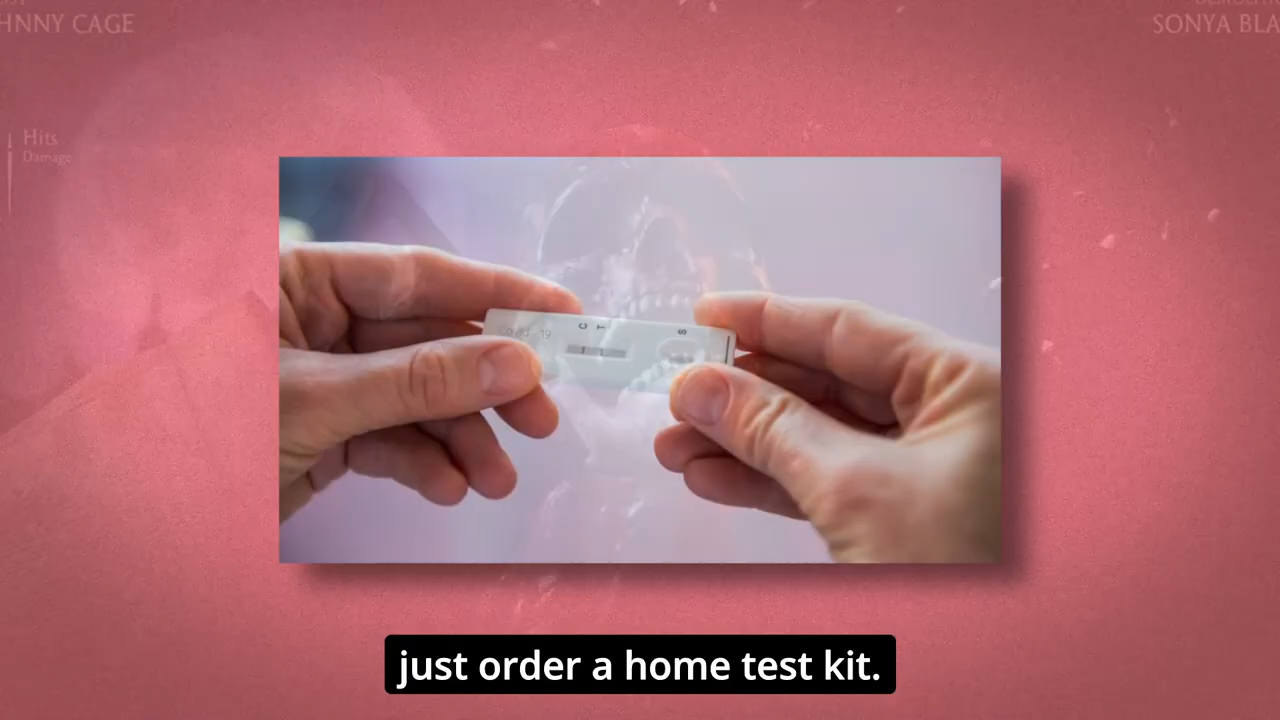 HNNY CAGE
SONYA BLA
Hits
Damage
C T
S
just order a home test kit.